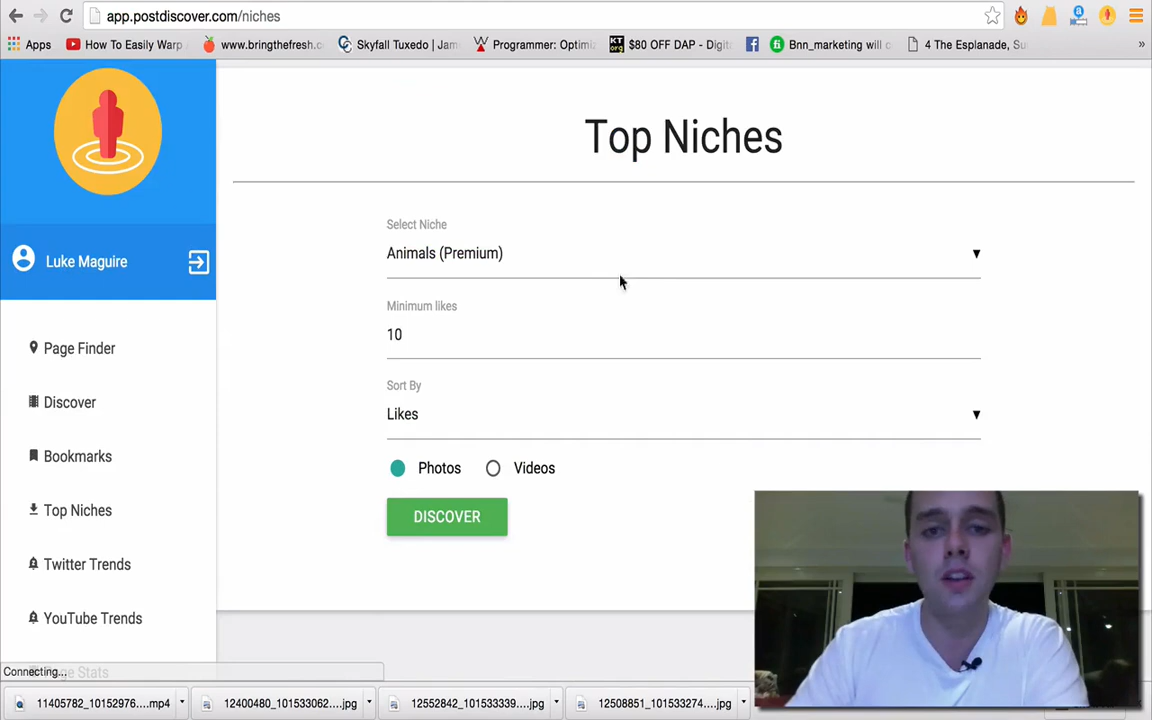 app.postdiscover.com/niches
Apps How To Easily Warp www.bringthefresh.c Skyfall Tuxedo | Jam Programmer: Optimi $80 OFF DAP - Digit Bnn_marketing will 4 The Esplanade, Su »
Top Niches
Select Niche
Animals (Premium)
Luke Maguire
Minimum likes
10
Page Finder
Sort By
Likes
Discover
Photos Videos
Bookmarks
DISCOVER
Top Niches
Twitter Trends
YouTube Trends
Connecting... Page Stats
11405782_10152976....mp4 12400480_101533062....jpg 12552842_101533339....jpg 12508851_101533274....jpg